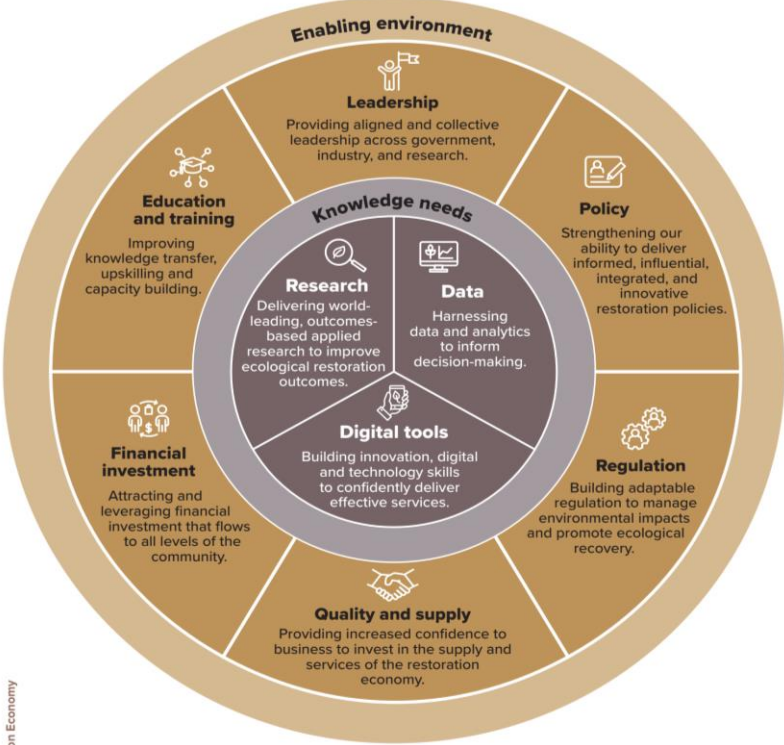 Enabling environment
Leadership
Providing aligned and collective
leadership across government,
industry, and research.
Education
and training
Improving
knowledge transfer,
upskilling and
capacity building.
Policy
Strengthening our
ability to deliver
informed, influential,
integrated, and
innovative
restoration policies.
Knowledge needs
Research
Delivering world-
leading, outcomes-
based applied
research to improve
ecological restoration
outcomes.
Data
Harnessing
data and analytics
to inform
decision-making.
Digital tools
Building innovation, digital
and technology skills
to confidently deliver
effective services.
Financial
investment
Attracting and
leveraging financial
investment that flows
to all levels of the
community.
Regulation
Building adaptable
regulation to manage
environmental impacts
and promote ecological
recovery.
Quality and supply
Providing increased confidence to
business to invest in the supply and
services of the restoration
economy.
on Economy